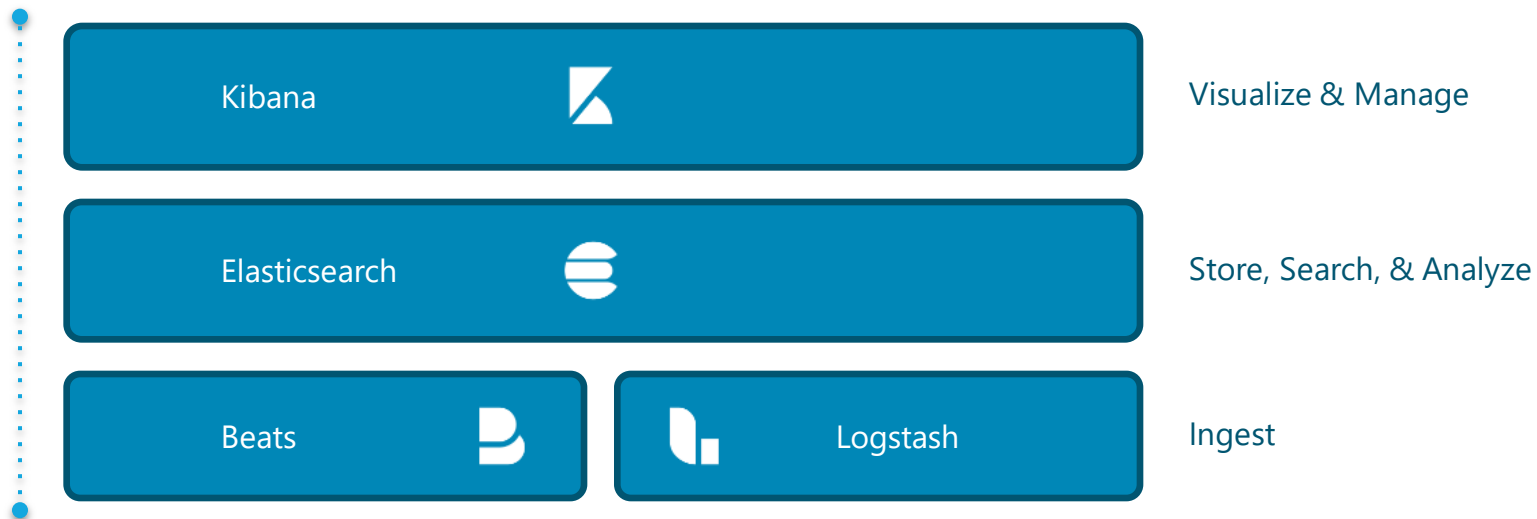 Kibana
Visualize & Manage
Elasticsearch
Store, Search, & Analyze
Beats
Logstash
Ingest